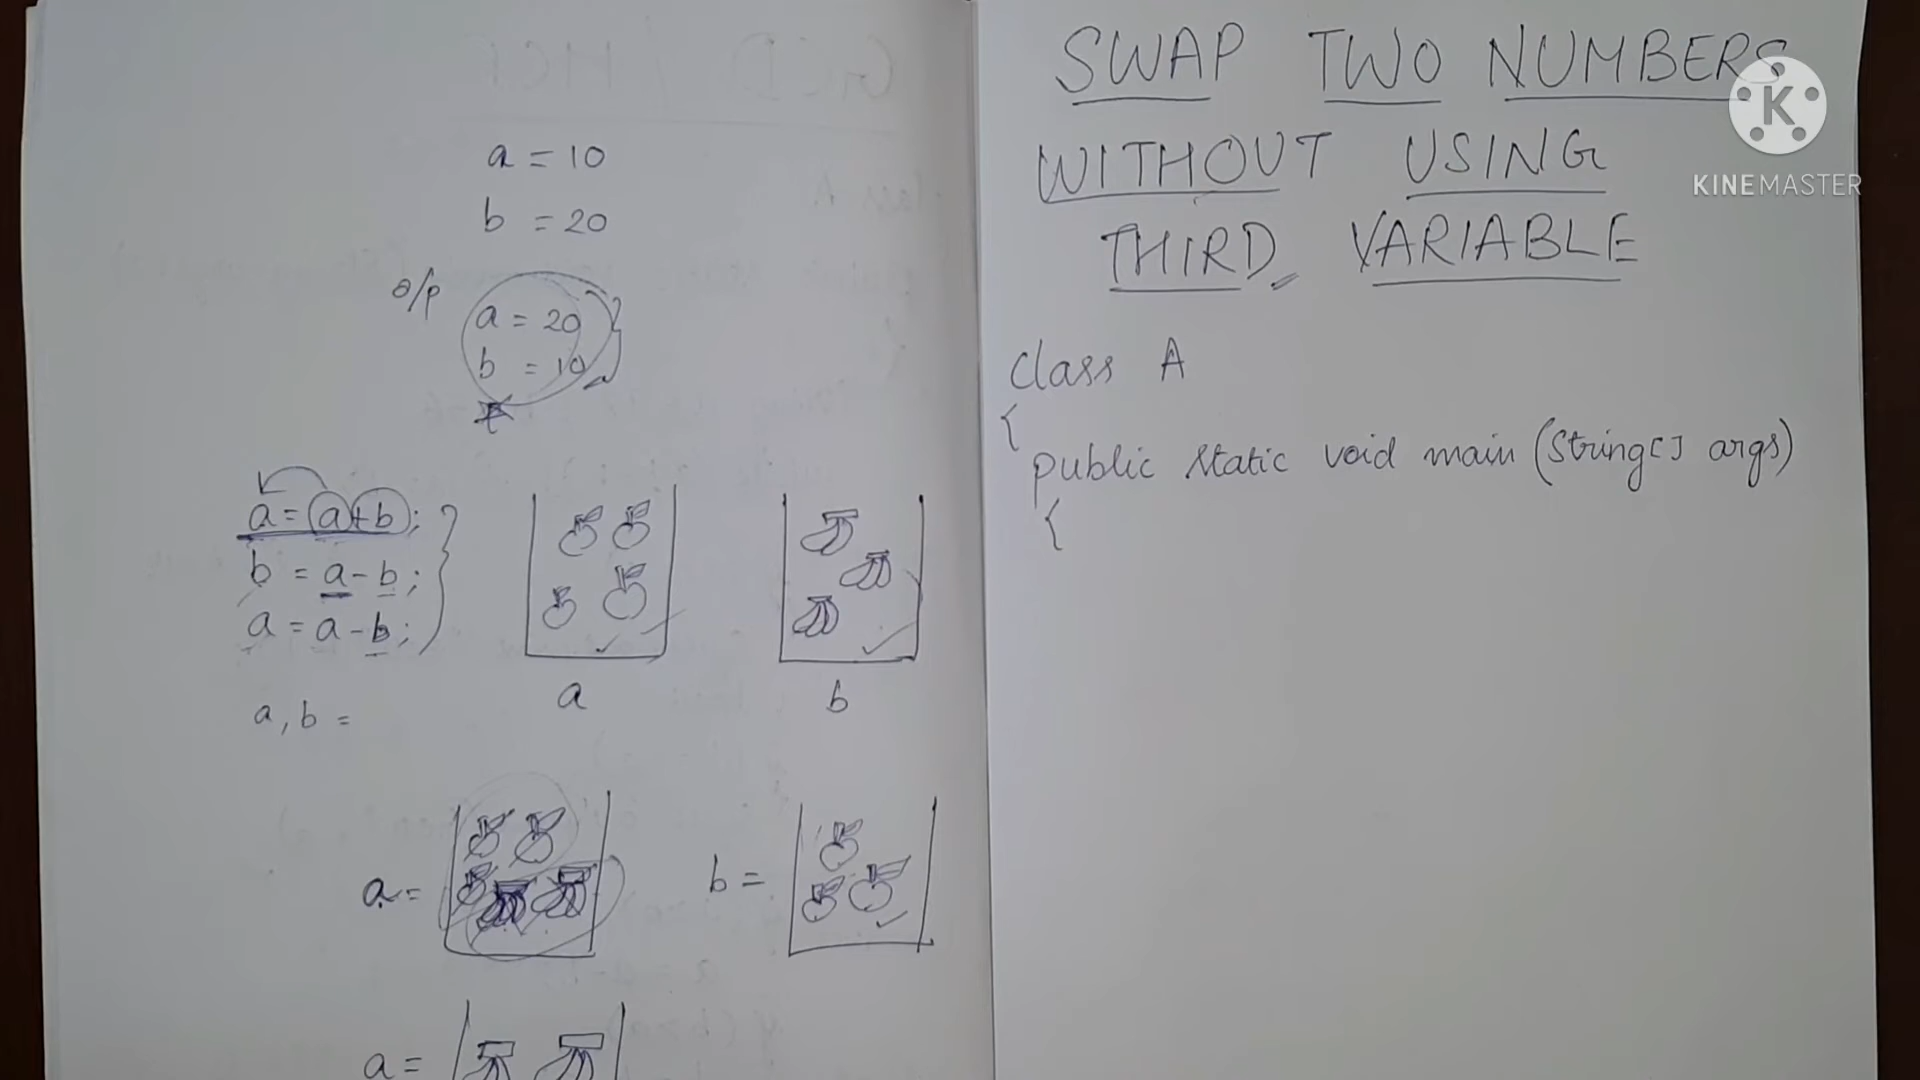 a = 10
b = 20
o/p
a = 20
b = 10
a = a+b;
b = a-b;
a = a-b;
a
b
a, b =
a =
b =
a =
SWAP TWO NUMBERS
WITHOUT USING
THIRD VARIABLE
class A
{
public static void main (String[] args)
{
KINEMASTER